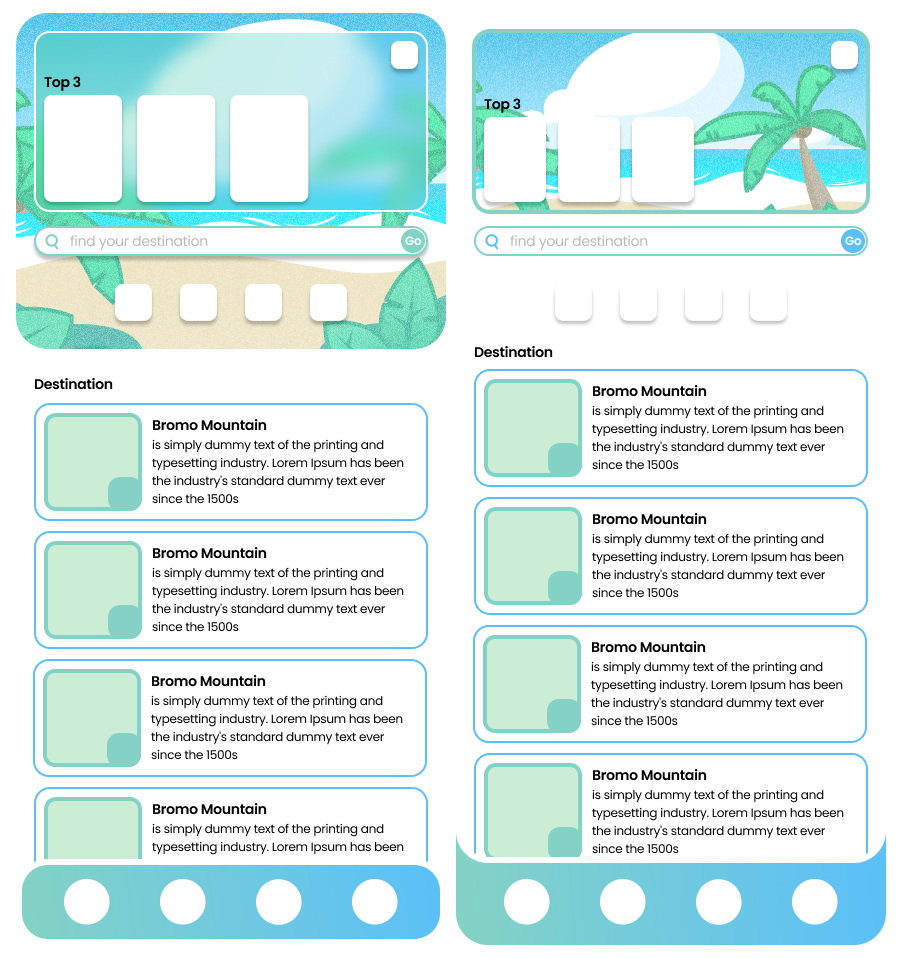 Top 3
find your destination
Go
Destination
Bromo Mountain
is simply dummy text of the printing and
typesetting industry. Lorem Ipsum has been
the industry's standard dummy text ever
since the 1500s
Bromo Mountain
is simply dummy text of the printing and
typesetting industry. Lorem Ipsum has been
the industry's standard dummy text ever
since the 1500s
Bromo Mountain
is simply dummy text of the printing and
typesetting industry. Lorem Ipsum has been
the industry's standard dummy text ever
since the 1500s
Bromo Mountain
is simply dummy text of the printing and
typesetting industry. Lorem Ipsum has been
Top 3
find your destination
Go
Destination
Bromo Mountain
is simply dummy text of the printing and
typesetting industry. Lorem Ipsum has been
the industry's standard dummy text ever
since the 1500s
Bromo Mountain
is simply dummy text of the printing and
typesetting industry. Lorem Ipsum has been
the industry's standard dummy text ever
since the 1500s
Bromo Mountain
is simply dummy text of the printing and
typesetting industry. Lorem Ipsum has been
the industry's standard dummy text ever
since the 1500s
Bromo Mountain
is simply dummy text of the printing and
typesetting industry. Lorem Ipsum has been
the industry's standard dummy text ever
since the 1500s